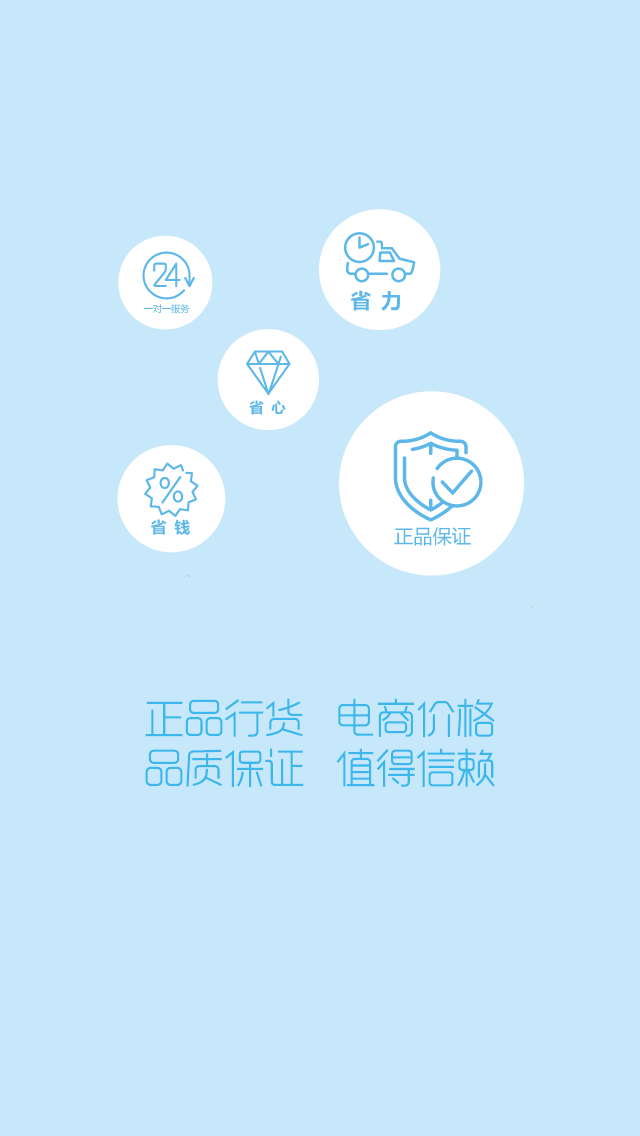 24
一对一服务
省力
省心
省钱
正品保证
正品行货 电商价格
品质保证 值得信赖